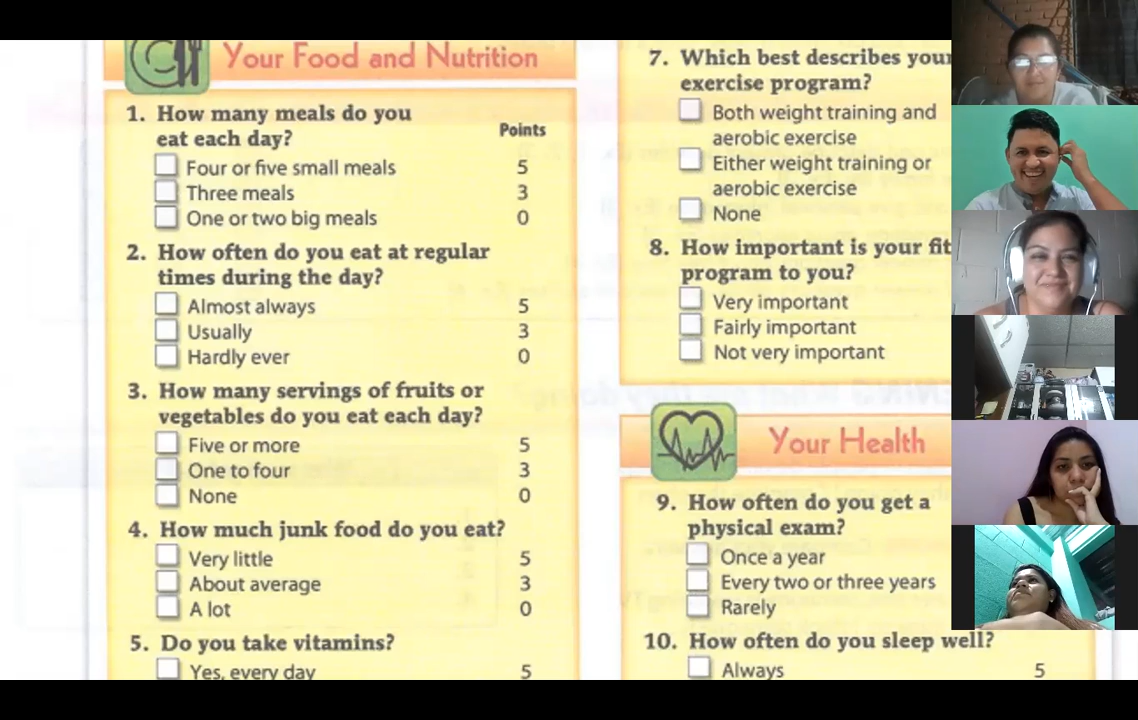 Your Food and Nutrition
1. How many meals do you
eat each day?
Points
Four or five small meals 5
Three meals 3
One or two big meals 0
2. How often do you eat at regular
times during the day?
Almost always 5
Usually 3
Hardly ever 0
3. How many servings of fruits or
vegetables do you eat each day?
Five or more 5
One to four 3
None 0
4. How much junk food do you eat?
Very little 5
About average 3
A lot 0
5. Do you take vitamins?
Yes, every day 5
7. Which best describes your
exercise program?
Both weight training and
aerobic exercise
Either weight training or
aerobic exercise
None
8. How important is your fit
program to you?
Very important
Fairly important
Not very important
Your Health
9. How often do you get a
physical exam?
Once a year
Every two or three years
Rarely
10. How often do you sleep well?
Always 5